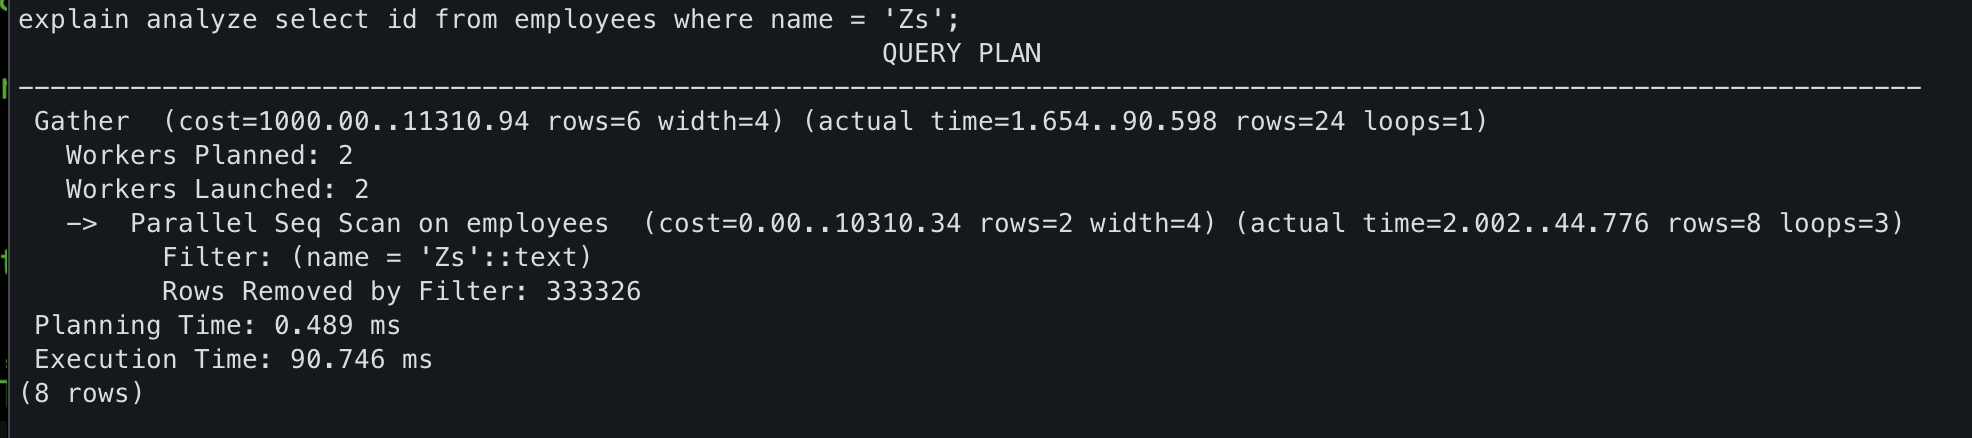 explain analyze select id from employees where name = 'Zs';
QUERY PLAN
-----------------------------------------------------------------------------------------------------------------------
Gather  (cost=1000.00..11310.94 rows=6 width=4) (actual time=1.654..90.598 rows=24 loops=1)
Workers Planned: 2
Workers Launched: 2
->  Parallel Seq Scan on employees  (cost=0.00..10310.34 rows=2 width=4) (actual time=2.002..44.776 rows=8 loops=3)
Filter: (name = 'Zs'::text)
Rows Removed by Filter: 333326
Planning Time: 0.489 ms
Execution Time: 90.746 ms
(8 rows)